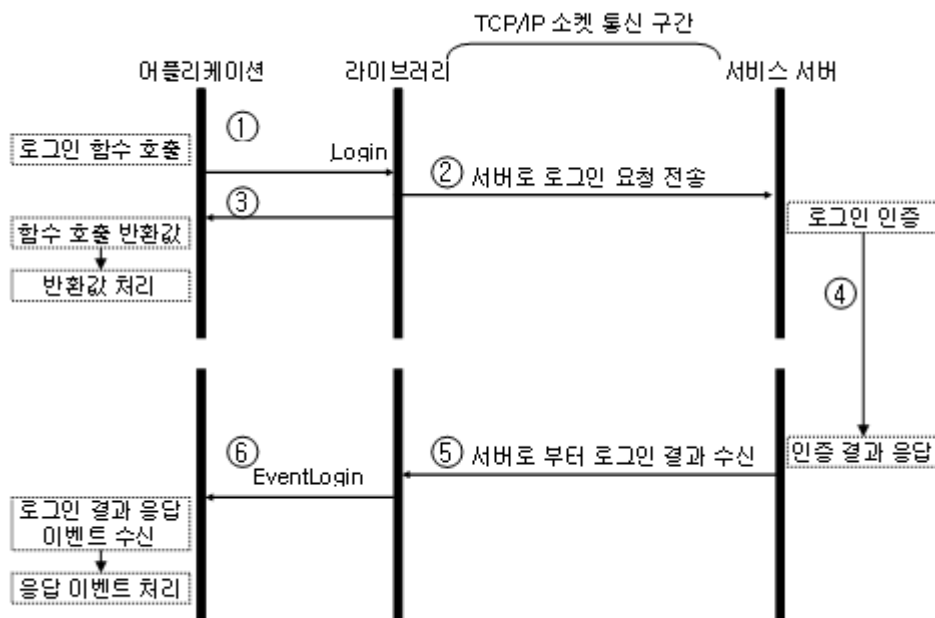 TCP/IP 소켓 통신 구간
어플리케이션
라이브러리
서비스 서버
①
로그인 함수 호출
Login
② 서버로 로그인 요청 전송
③
로그인 인증
함수 호출 반환값
반환값 처리
④
⑥
⑤ 서버로 부터 로그인 결과 수신
인증 결과 응답
EventLogin
로그인 결과 응답
이벤트 수신
응답 이벤트 처리